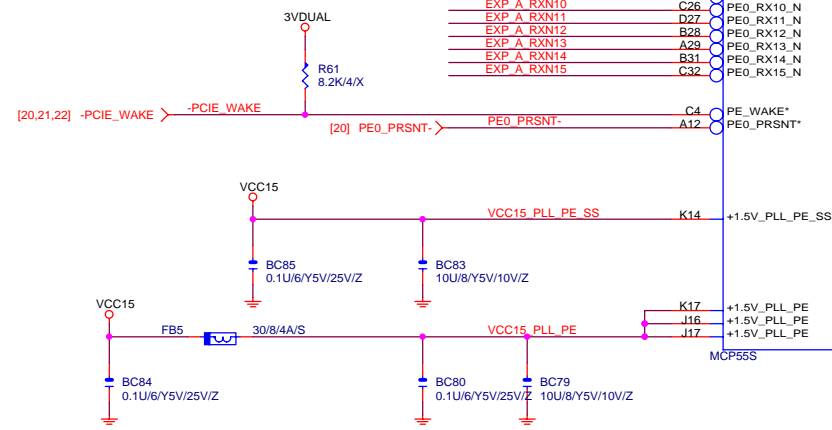 EXP_A_RXN10 C26 PE0_RX10_N
EXP_A_RXN11 D27 PE0_RX11_N
EXP_A_RXN12 B28 PE0_RX12_N
EXP_A_RXN13 A29 PE0_RX13_N
EXP_A_RXN14 B31 PE0_RX14_N
EXP_A_RXN15 C32 PE0_RX15_N
3VDUAL
R61
8.2K/4/X
[20,21,22] -PCIE_WAKE -PCIE_WAKE C4 PE_WAKE*
[20] PE0_PRSNT- PE0_PRSNT- A12 PE0_PRSNT*
VCC15
VCC15_PLL_PE_SS K14 +1.5V_PLL_PE_SS
BC85
0.1U/6/Y5V/25V/Z
BC83
10U/8/Y5V/10V/Z
VCC15
K17 +1.5V_PLL_PE
J16 +1.5V_PLL_PE
FB5 30/8/4A/S VCC15_PLL_PE J17 +1.5V_PLL_PE
MCP55S
BC84
0.1U/6/Y5V/25V/Z
BC80
0.1U/6/Y5V/25V/Z
BC79
10U/8/Y5V/10V/Z